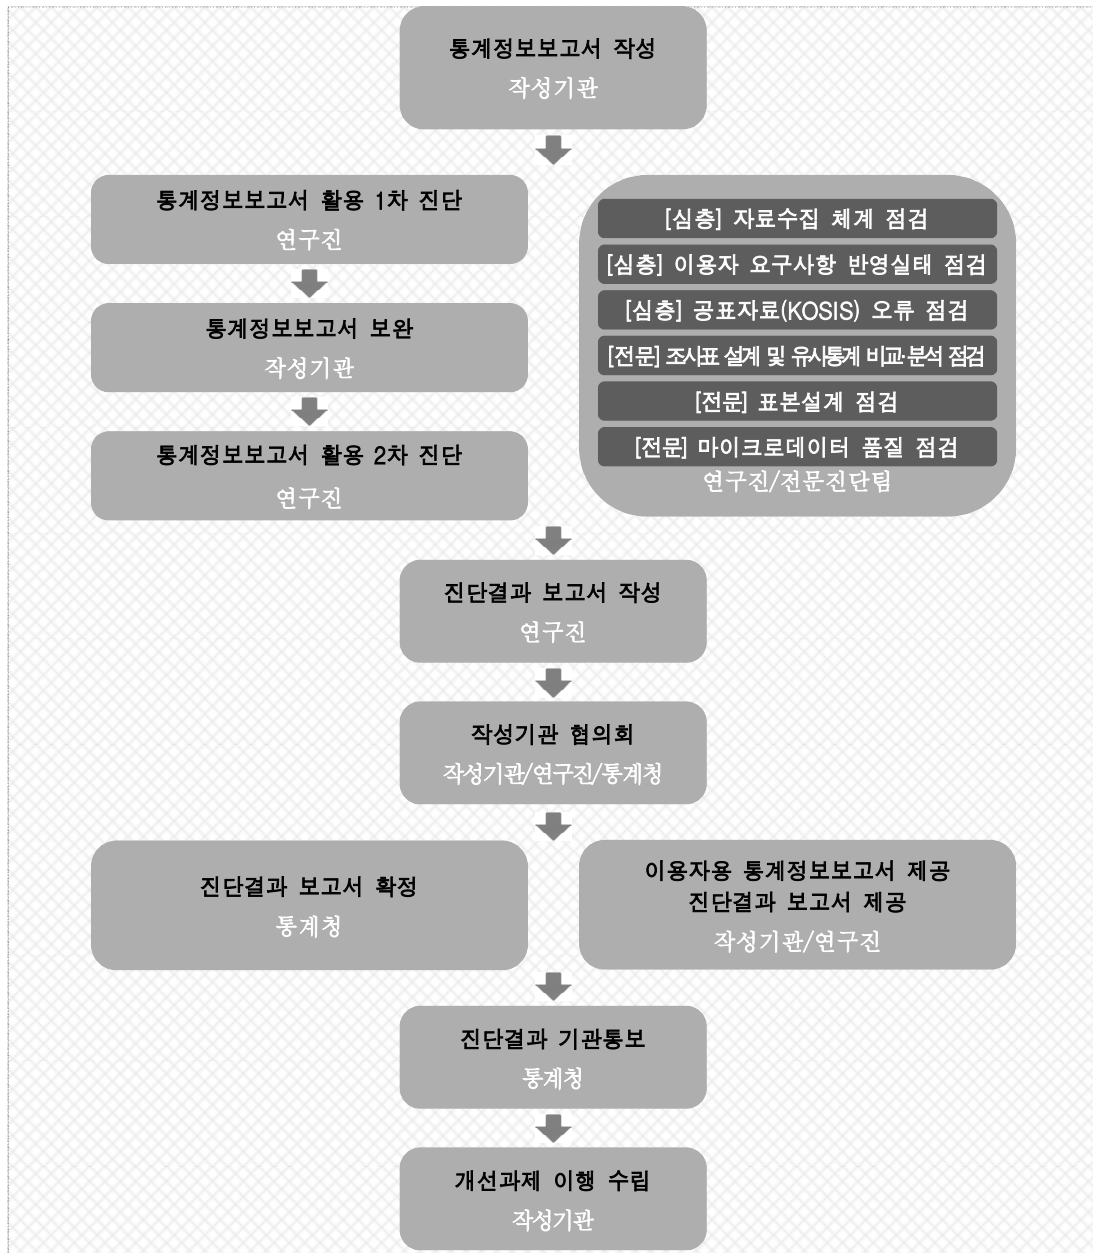 통계정보보고서 작성
작성기관
통계정보보고서 활용 1차 진단
연구진
통계정보보고서 보완
작성기관
통계정보보고서 활용 2차 진단
연구진
[심층] 자료수집 체계 점검
[심층] 이용자 요구사항 반영실태 점검
[심층] 공표자료(KOSIS) 오류 점검
[전문] 조사표 설계 및 유사통계 비교·분석 점검
[전문] 표본설계 점검
[전문] 마이크로데이터 품질 점검
연구진/전문진단팀
진단결과 보고서 작성
연구진
작성기관 협의회
작성기관/연구진/통계청
진단결과 보고서 확정
통계청
이용자용 통계정보보고서 제공
진단결과 보고서 제공
작성기관/연구진
진단결과 기관통보
통계청
개선과제 이행 수립
작성기관